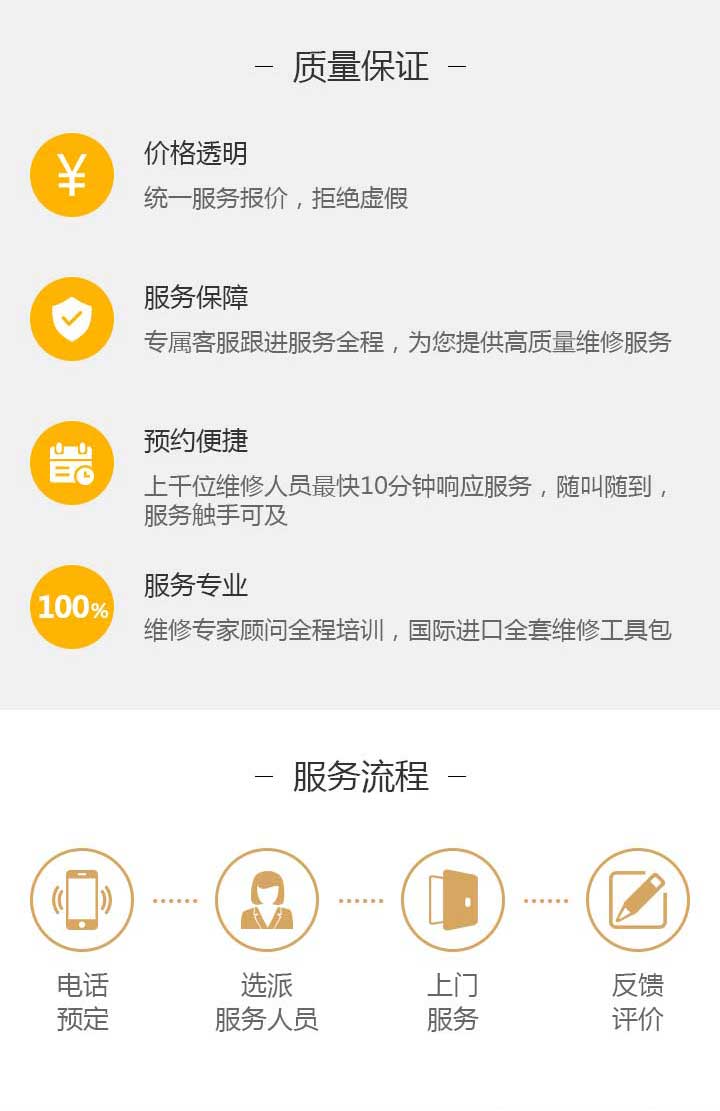 – 质量保证 –
¥
价格透明
统一服务报价，拒绝虚假
服务保障
专属客服跟进服务全程，为您提供高质量维修服务
预约便捷
上千位维修人员最快10分钟响应服务，随叫随到，
服务触手可及
100%
服务专业
维修专家顾问全程培训，国际进口全套维修工具包
– 服务流程 –
电话
预定
选派
服务人员
上门
服务
反馈
评价